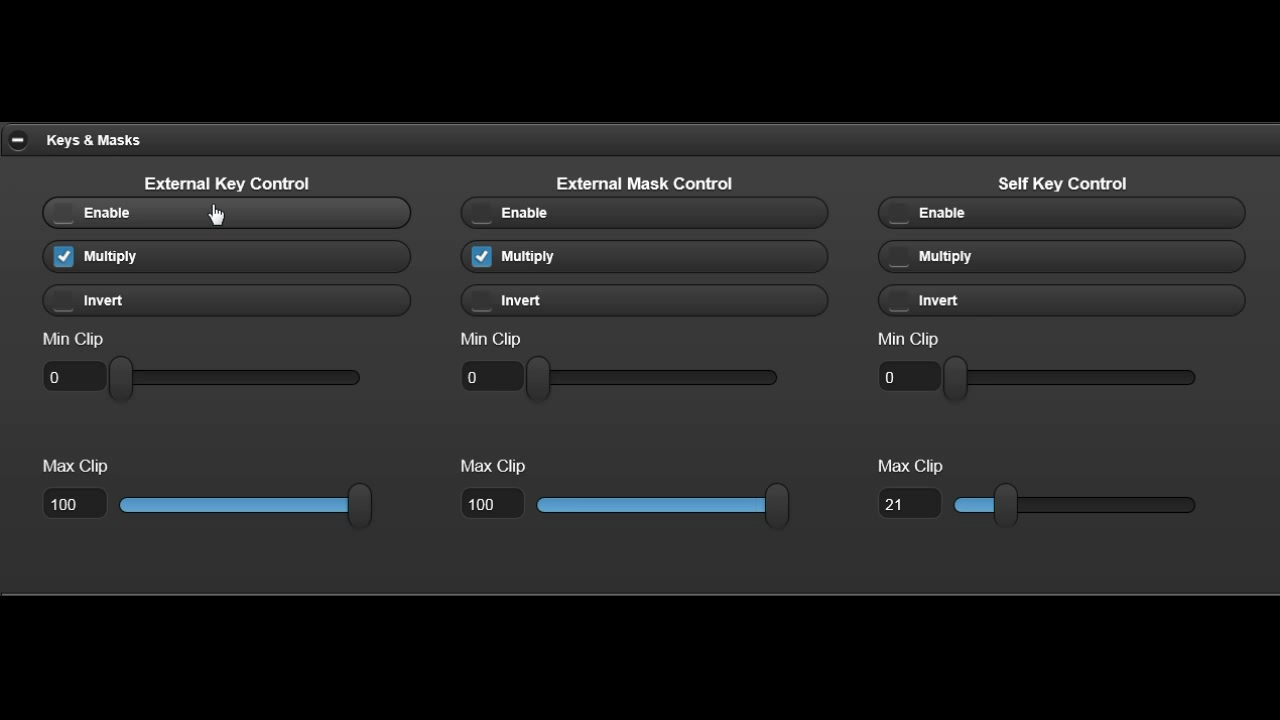 Keys & Masks
External Key Control External Mask Control Self Key Control
Enable Enable Enable
Multiply Multiply Multiply
Invert Invert Invert
Min Clip Min Clip Min Clip
0 0 0
Max Clip Max Clip Max Clip
100 100 21